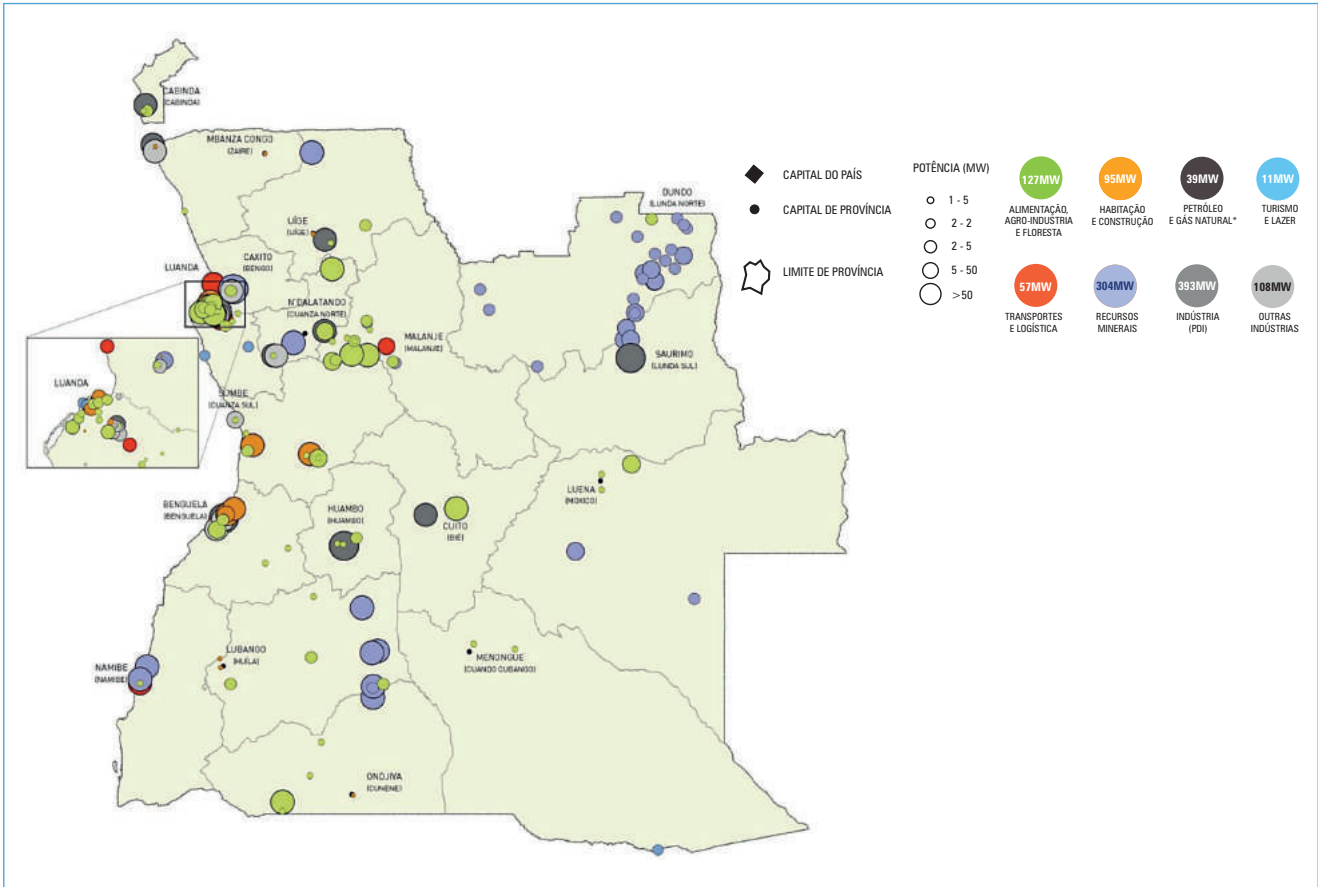 CABINDA
(CABINDA)
MBANZA CONGO
(ZAIRE)
DUNDO
(LUNDA NORTE)
UÍGE
(UÍGE)
CAXITO
(BENGO)
LUANDA
N'DALATANDO
(CUANZA NORTE)
MALANJE
(MALANJE)
SAURIMO
(LUNDA SUL)
LUANDA
SUMBE
(CUANZA SUL)
LUENA
(MOXICO)
BENGUELA
(BENGUELA)
HUAMBO
(HUAMBO)
CUITO
(BIÉ)
LUBANGO
(HUÍLA)
MENONGUE
(CUANDO CUBANGO)
NAMIBE
(NAMIBE)
ONDJIVA
(CUNENE)
CAPITAL DO PAÍS
CAPITAL DE PROVÍNCIA
LIMITE DE PROVÍNCIA
POTÊNCIA (MW)
1 - 5
2 - 2
2 - 5
5 - 50
>50
127MW
ALIMENTAÇÃO,
AGRO-INDUSTRIA
E FLORESTA
95MW
HABITAÇÃO
E CONSTRUÇÃO
39MW
PETRÓLEO
E GÁS NATURAL*
11MW
TURISMO
E LAZER
57MW
TRANSPORTES
E LOGÍSTICA
304MW
RECURSOS
MINERAIS
393MW
INDÚSTRIA
(PDI)
108MW
OUTRAS
INDÚSTRIAS